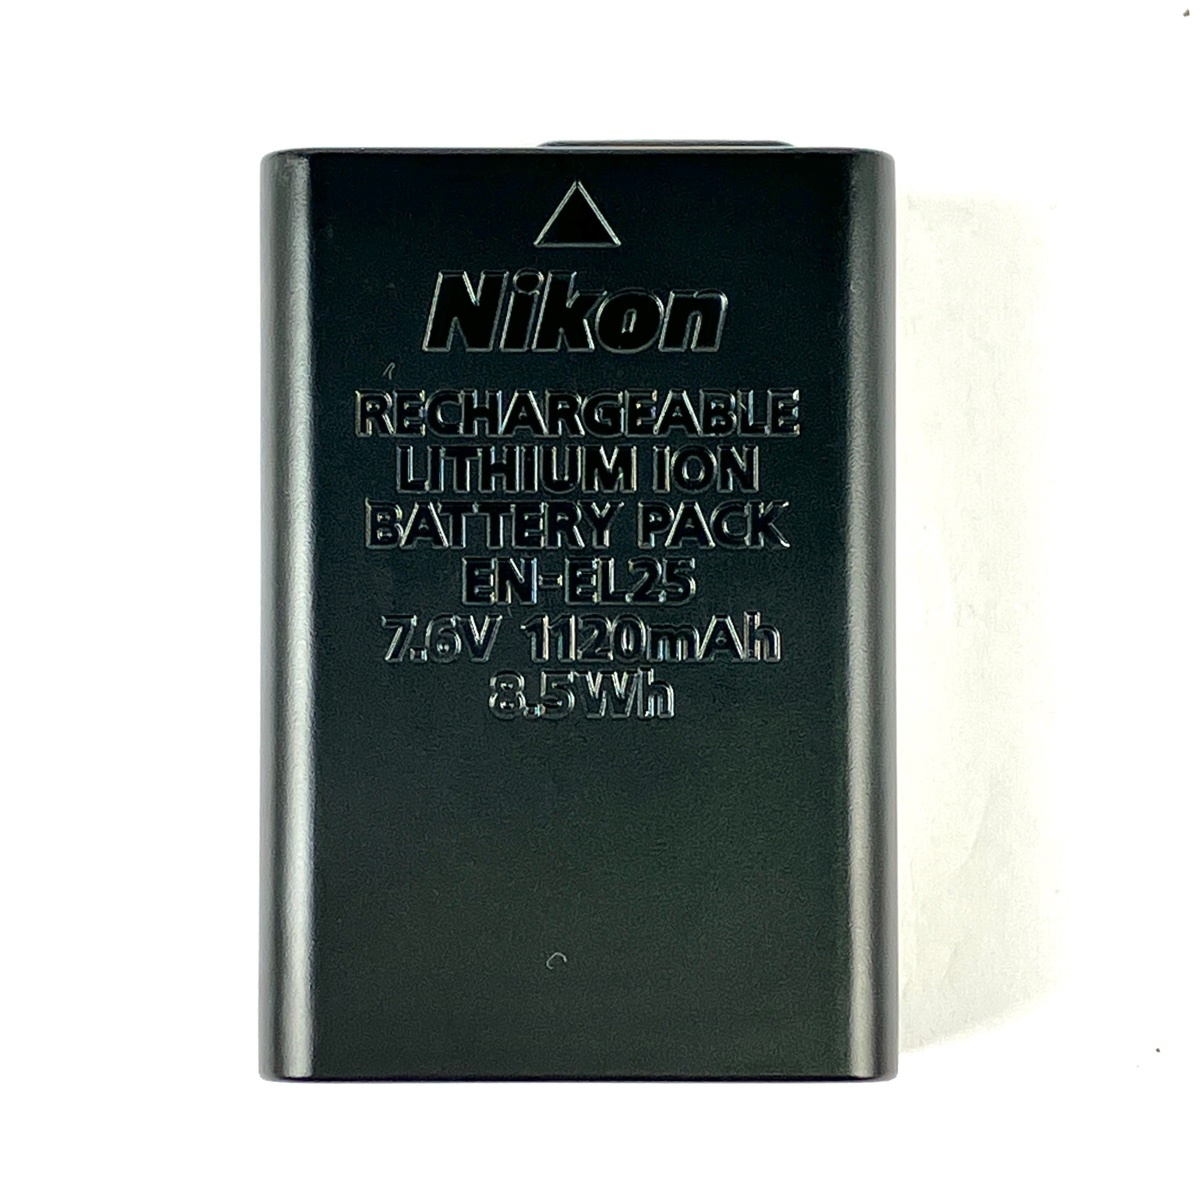 Nikon
RECHARGEABLE
LITHIUM ION
BATTERY PACK
EN-EL25
7.6V 1120mAh
8.5Wh